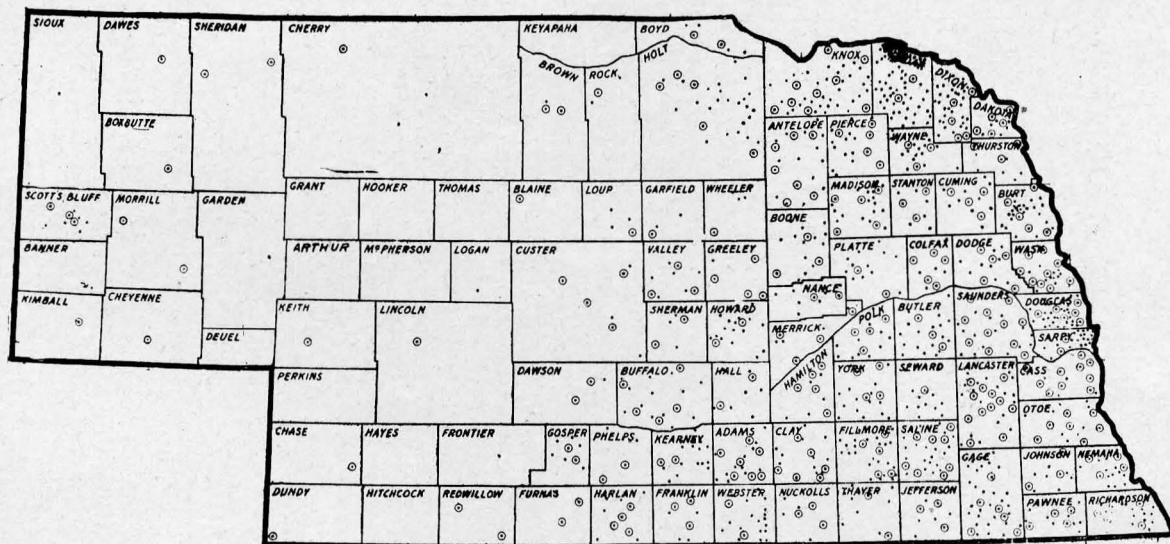 SIOUX DAWES SHERIDAN CHERRY KEYAPAHA BOYD
BROWN ROCK HOLT KNOX DIXON DAKOTA
BOXBUTTE ANTELOPE PIERCE WAYNE THURSTON
SCOTTS BLUFF MORRILL GARDEN GRANT HOOKER THOMAS BLAINE LOUP GARFIELD WHEELER MADISON STANTON CUMING BURT
BOONE
BANNER ARTHUR McPHERSON LOGAN CUSTER VALLEY GREELEY PLATTE COLFAX DODGE WASH.
KIMBALL CHEYENNE DEUEL KEITH LINCOLN SHERMAN HOWARD NANCE MERRICK POLK BUTLER SAUNDERS DOUGLAS
SARPY
PERKINS DAWSON BUFFALO HALL HAMILTON YORK SEWARD LANCASTER CASS
OTOE
CHASE HAYES FRONTIER GOSPER PHELPS KEARNEY ADAMS CLAY FILLMORE SALINE GAGE JOHNSON NEMAHA
DUNDY HITCHCOCK REDWILLOW FURNAS HARLAN FRANKLIN WEBSTER NUCKOLLS THAYER JEFFERSON PAWNEE RICHARDSON